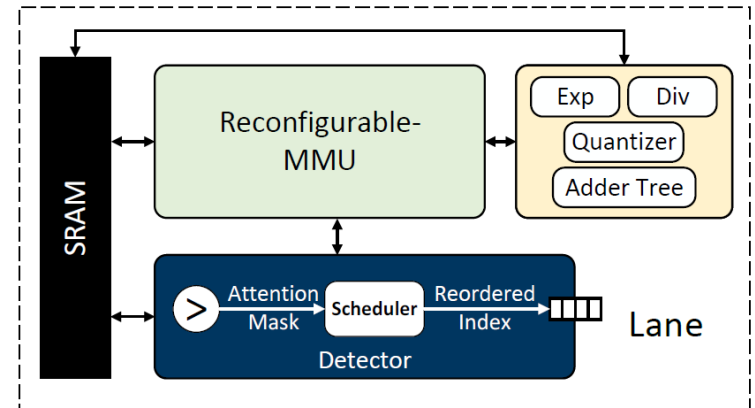 SRAM
Reconfigurable-
MMU
Exp
Div
Quantizer
Adder Tree
>
Attention
Mask
Scheduler
Reordered
Index
Detector
Lane